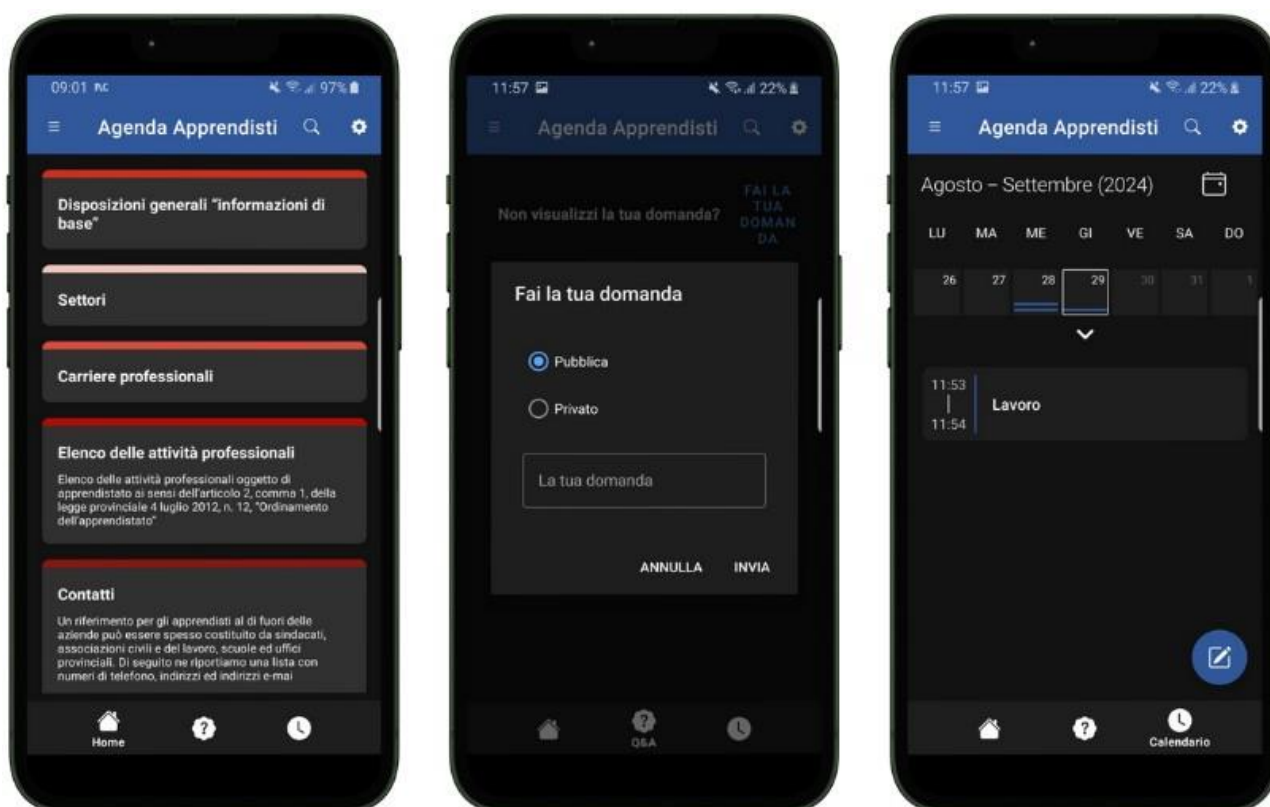 09:01
97%
Agenda Apprendisti
Disposizioni generali “informazioni di
base”
Settori
Carriere professionali
Elenco delle attività professionali
Elenco delle attività professionali oggetto di
apprendistato ai sensi dell'articolo 2, comma 1, della
legge provinciale 4 luglio 2012, n. 12, "Ordinamento
dell'apprendistato"
Contatti
Un riferimento per gli apprendisti al di fuori delle
aziende può essere spesso costituito da sindacati,
associazioni civili e del lavoro, scuole ed uffici
provinciali. Di seguito ne riportiamo una lista con
numeri di telefono, indirizzi ed indirizzi e-mai
Home
11:57
22%
Agenda Apprendisti
Non visualizzi la tua domanda?
FAI LA
TUA
DOMAN
DA
Fai la tua domanda
Pubblica
Privato
La tua domanda
ANNULLA INVIA
Q&A
11:57
22%
Agenda Apprendisti
Agosto – Settembre (2024)
LU MA ME GI VE SA DO
26 27 28 29 30 31 1
11:53
11:54
Lavoro
Calendario